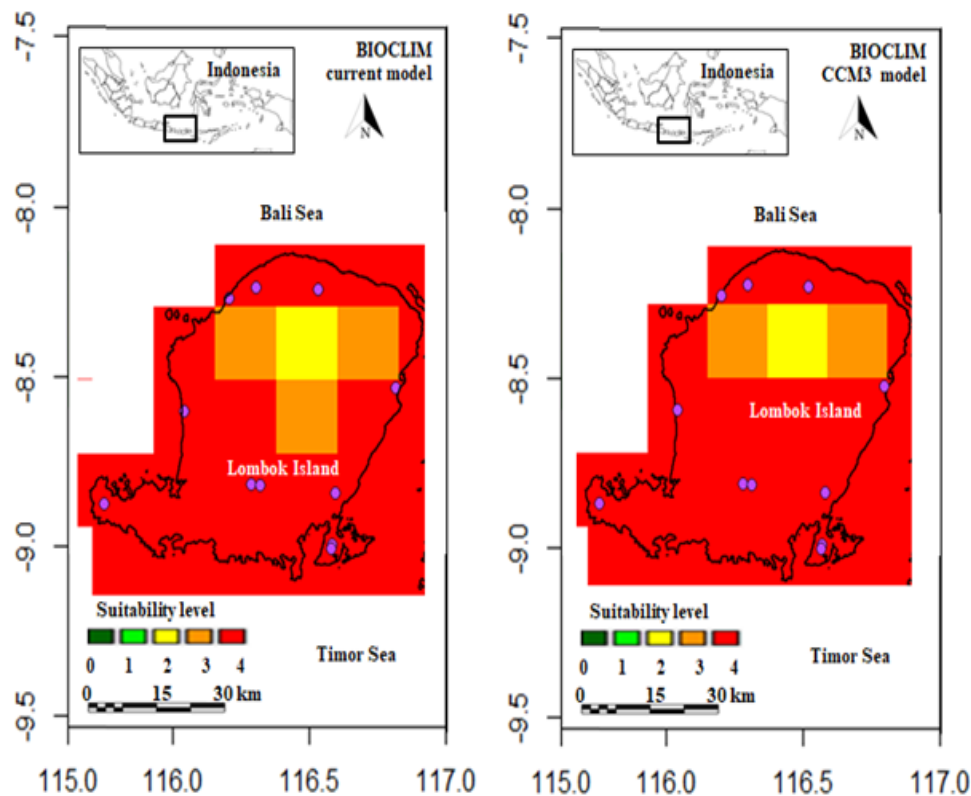 -7.5
-8.0
-8.5
-9.0
-9.5
BIOCLIM
current model
Indonesia
N
Bali Sea
Lombok Island
Suitability level
0 1 2 3 4
Timor Sea
0 15 30 km
115.0 116.0 116.5 117.0
-7.5
-8.0
-8.5
-9.0
-9.5
BIOCLIM
CCM3 model
Indonesia
N
Bali Sea
Lombok Island
Suitability level
0 1 2 3 4
Timor Sea
0 15 30 km
115.0 116.0 116.5 117.0